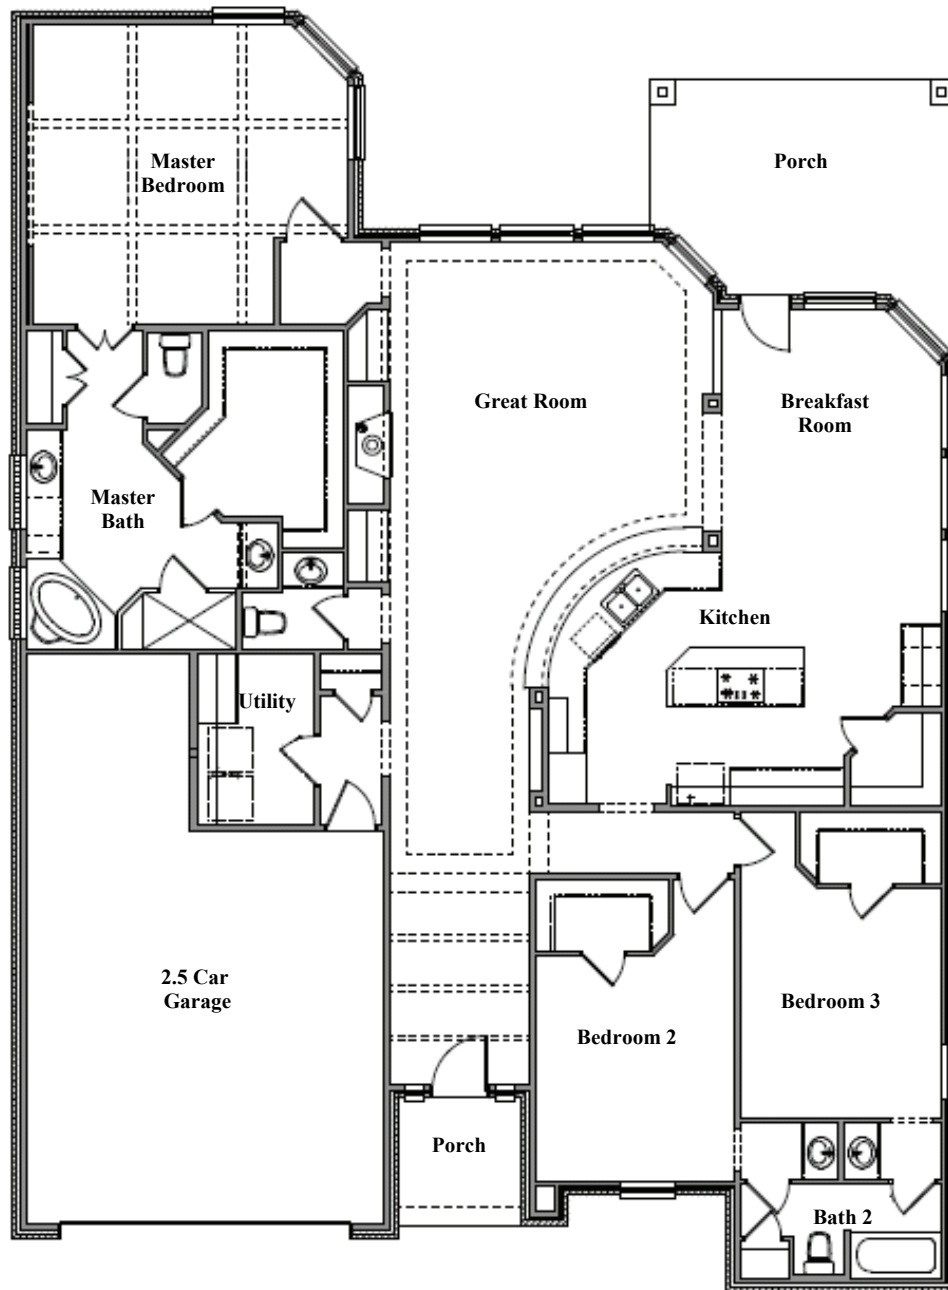 Master
Bedroom
Porch
Great Room
Breakfast
Room
Master
Bath
Kitchen
Utility
2.5 Car
Garage
Bedroom 3
Bedroom 2
Porch
Bath 2